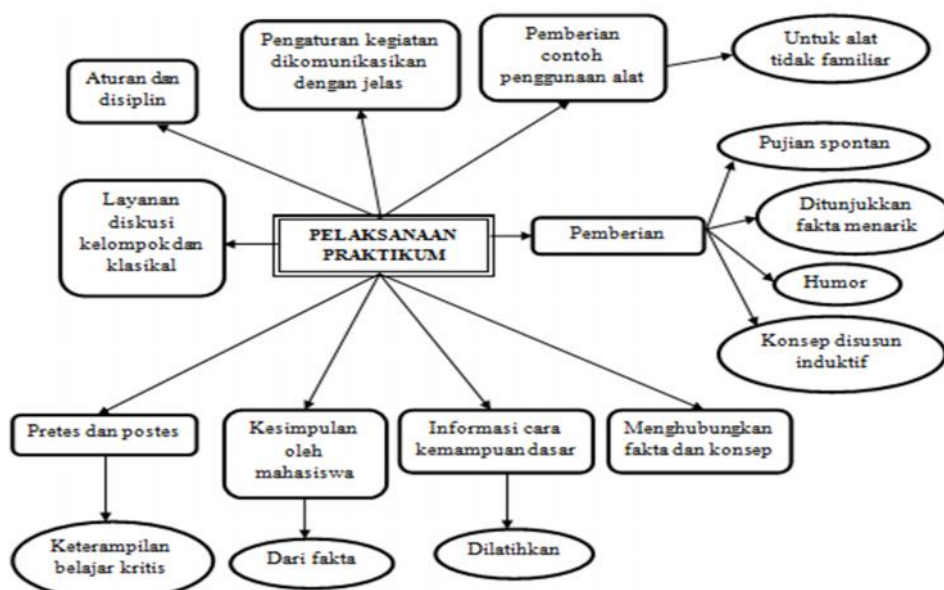 Aturan dan
disiplin
Pengaturan kegiatan
dikomunikasikan
dengan jelas
Pemberian
contoh
penggunaan alat
Untuk alat
tidak familiar
Layanan
diskusi
kelompok dan
klasikal
PELAKSANAAN
PRAKTIKUM
Pemberian
Pujian spontan
Ditunjukkan
fakta menarik
Humor
Konsep disusun
induktif
Pretes dan postes
Kesimpulan
oleh
mahasiswa
Informasi cara
kemampuan dasar
Menghubungkan
fakta dan konsep
Keterampilan
belajar kritis
Dari fakta
Dilatihkan